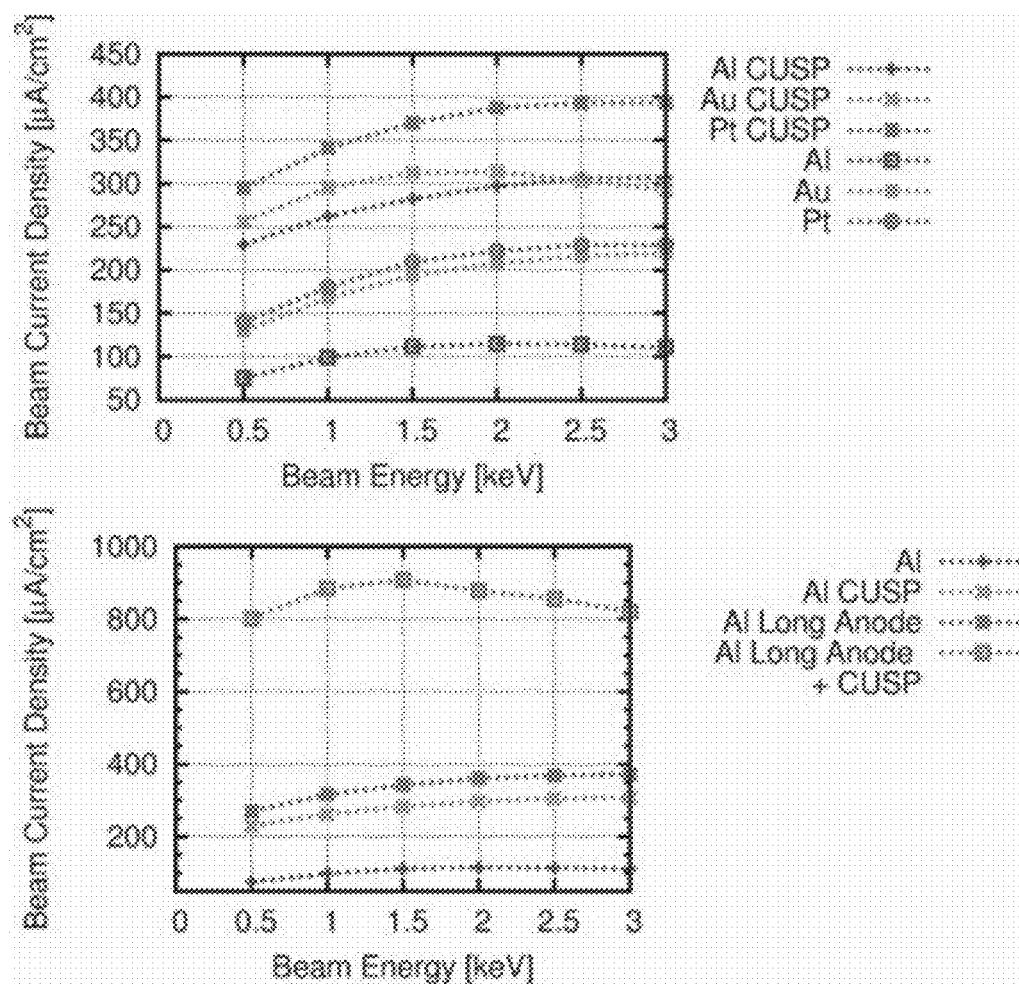 Beam Current Density [μA/cm²]
450
400
350
300
250
200
150
100
50
0 0.5 1 1.5 2 2.5 3
Beam Energy [keV]
Al CUSP
Au CUSP
Pt CUSP
Al
Au
Pt
Beam Current Density [μA/cm²]
1000
800
600
400
200
0 0.5 1 1.5 2 2.5 3
Beam Energy [keV]
Al
Al CUSP
Al Long Anode
Al Long Anode
+ CUSP